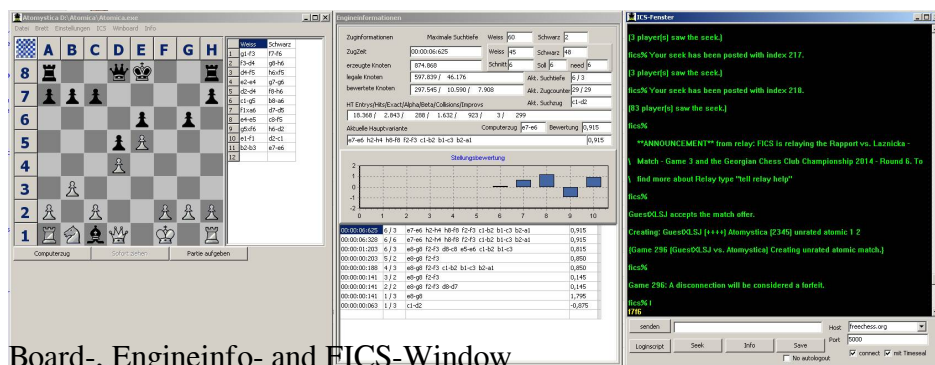 Atomystica D:\Atomica\Atomica.exe
Datei Brett Einstellungen ICS Winboard Info
A B C D E F G H
8
7
6
5
4
3
2
1
Weiss Schwarz
1 g1-f3 f7-f6
2 f3-d4 g8-h6
3 d4-f5 h6xf5
4 e2-e4 g7-g6
5 d2-d4 f8-h6
6 c1-g5 b8-a6
7 f1xa6 d7-d5
8 e4-e5 c8-f5
9 g5xf6 h6-d2
10 e1-f1 d2-c1
11 b2-b3 e7-e6
12
Computerzug Sofort ziehen Partie aufgeben
Engineinformationen
Zuginformationen Maximale Suchtiefe Weiss 60 Schwarz 2
ZugZeit 00:00:06:625 Weiss 45 Schwarz 48
erzeugte Knoten 874.868 Schnitt 6 Soll 6 need 6
legale Knoten 597.839 / 46.176 Akt. Suchtiefe 6 / 3
bewertete Knoten 297.545 / 10.590 / 7.908 Akt. Zugcounter 29 / 29
HT Entrys/Hits/Exact/Alpha/Beta/Collisions/Improvs Akt. Suchzug c1-d2
18.368 / 2.843 / 288 / 1.632 / 923 / 3 / 299
Aktuelle Hauptvariante Computerzug e7-e6 Bewertung 0,915
e7-e6 h2-h4 h8-f8 f2-f3 c1-b2 b1-c3 b2-a1 0,915
Stellungsbewertung
2
1
0
-1
-2
0 1 2 3 4 5 6 7 8 9 10
00:00:06:625 6 / 3 e7-e6 h2-h4 h8-f8 f2-f3 c1-b2 b1-c3 b2-a1 0,915
00:00:06:328 6 / 6 e7-e6 h2-h4 h8-f8 f2-f3 c1-b2 b1-c3 b2-a1 0,915
00:00:01:203 6 / 3 e8-g8 f2-f3 d8-c8 e5-e6 c1-b2 b1-c3 0,815
00:00:00:203 5 / 2 e8-g8 f2-f3 0,850
00:00:00:188 4 / 3 e8-g8 f2-f3 c1-b2 b1-c3 b2-a1 0,850
00:00:00:141 3 / 2 e8-g8 f2-f3 0,145
00:00:00:141 2 / 2 e8-g8 f2-f3 d8-d7 0,145
00:00:00:141 1 / 3 e8-g8 1,795
00:00:00:063 1 / 3 c1-d2 -0,875
ICS-Fenster
(3 player(s) saw the seek.)
fics% Your seek has been posted with index 217.
(3 player(s) saw the seek.)
fics% Your seek has been posted with index 218.
(83 player(s) saw the seek.)
fics%
**ANNOUNCEMENT** from relay: FICS is relaying the Rapport vs. Laznicka -
\ Match - Game 3 and the Georgian Chess Club Championship 2014 - Round 6. To
\ find more about Relay type "tell relay help"
fics%
GuestXLSJ accepts the match offer.
Creating: GuestXLSJ (++++) Atomystica (2345) unrated atomic 1 2
{Game 296 (GuestXLSJ vs. Atomystica) Creating unrated atomic match.}
fics%
Game 296: A disconnection will be considered a forfeit.
fics% l
f7f6
senden Host freechess.org
Loginscript Seek Info Save Port 5000
No autologout connect mit Timeseal
Board-, Engineinfo- and FICS-Window